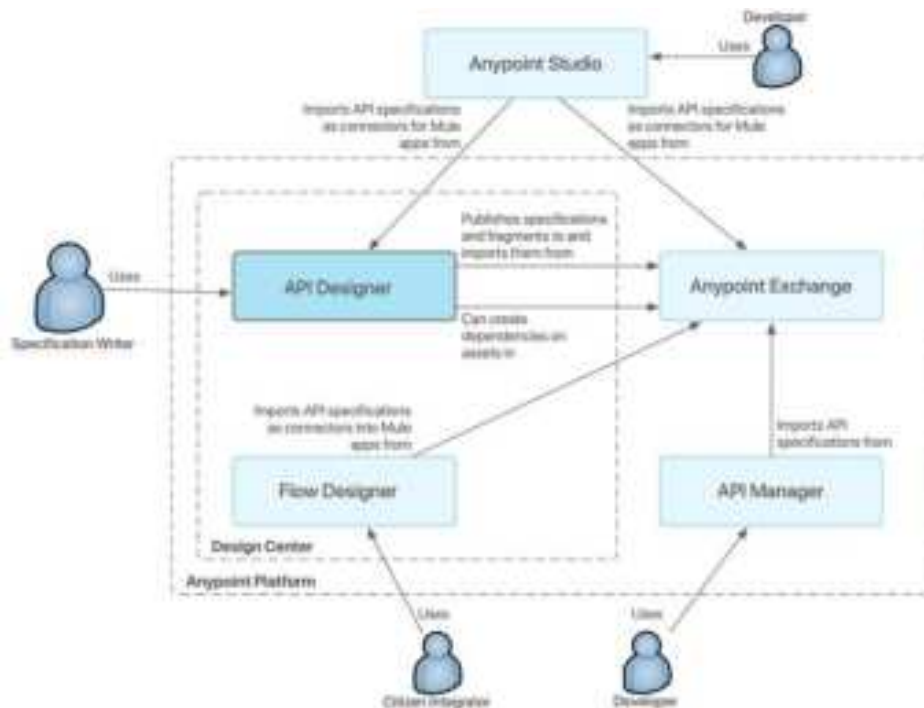 Developer
Uses
Anypoint Studio
Imports API specifications
as connectors for Mule
apps from
Imports API specifications
as connectors for Mule
apps from
Publishes specifications
and fragments to and
imports them from
Uses
API Designer
Anypoint Exchange
Can create
dependencies on
assets in
Specification Writer
Imports API specifications
as connectors into Mule
apps from
Imports API
specifications from
Flow Designer
API Manager
Design Center
Anypoint Platform
Uses
Uses
Citizen Integrator
Developer